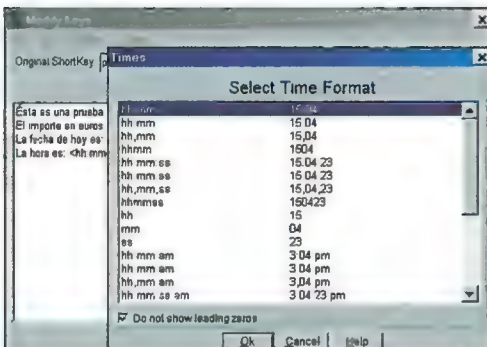 Modify Keys
Original ShortKey
Times
Select Time Format
Esta es una prueba
El importe en euros
La fecha de hoy es:
La hora es: <hh mm
hh mm 15 04
hh,mm 15,04
hhmm 1504
hh mm ss 15 04 23
hh mm ss 15 04 23
hh,mm,ss 15,04,23
hhmmss 150423
hh 15
mm 04
ss 23
hh mm am 3 04 pm
hh mm am 3 04 pm
hh,mm am 3,04 pm
hh mm ss am 3 04 23 pm
Do not show leading zeros
Ok Cancel Help